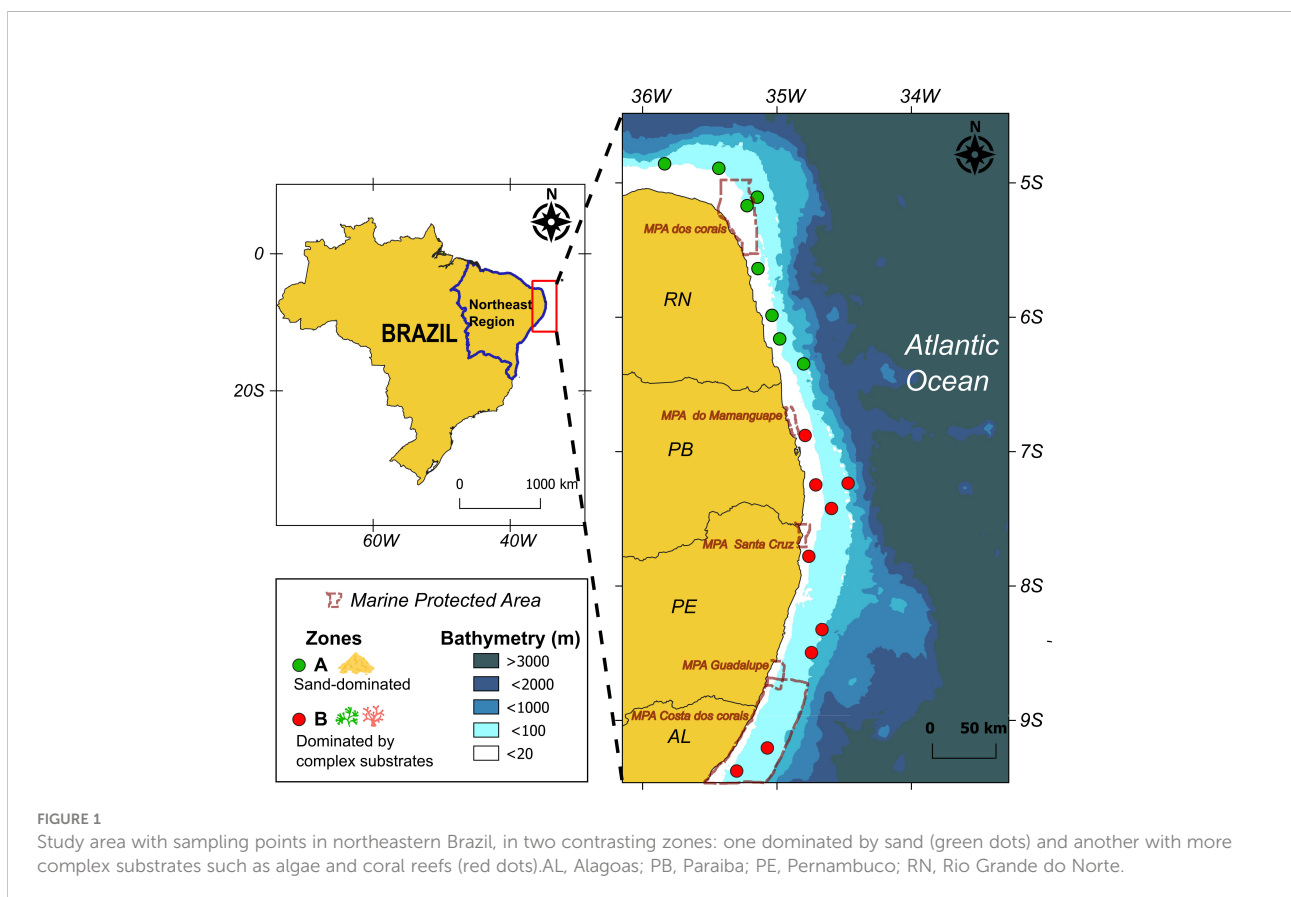 36W
35W
34W
N
5S
MPA dos corais
RN
6S
Atlantic
Ocean
MPA do Mamanguape
PB
7S
MPA Santa Cruz
PE
8S
MPA Guadalupe
MPA Costa dos corais
AL
9S
0 50 km
N
0
Northeast
Region
BRAZIL
20S
0 1000 km
60W
40W
Marine Protected Area
Zones
A
Sand-dominated
B
Dominated by
complex substrates
Bathymetry (m)
>3000
<2000
<1000
<100
<20
FIGURE 1
Study area with sampling points in northeastern Brazil, in two contrasting zones: one dominated by sand (green dots) and another with more
complex substrates such as algae and coral reefs (red dots).AL, Alagoas; PB, Paraiba; PE, Pernambuco; RN, Rio Grande do Norte.